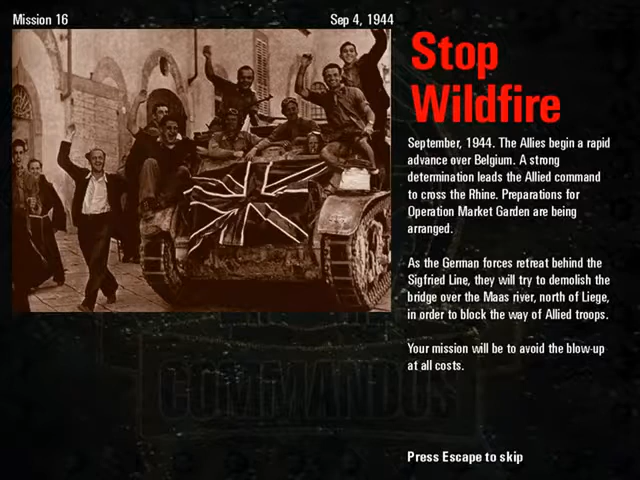 Mission 16
Sep 4, 1944
Stop
Wildfire
September, 1944. The Allies begin a rapid
advance over Belgium. A strong
determination leads the Allied command
to cross the Rhine. Preparations for
Operation Market Garden are being
arranged.
As the German forces retreat behind the
Sigfried Line, they will try to demolish the
bridge over the Maas river, north of Liege,
in order to block the way of Allied troops.
Your mission will be to avoid the blow-up
at all costs.
COMMANDOS
Press Escape to skip